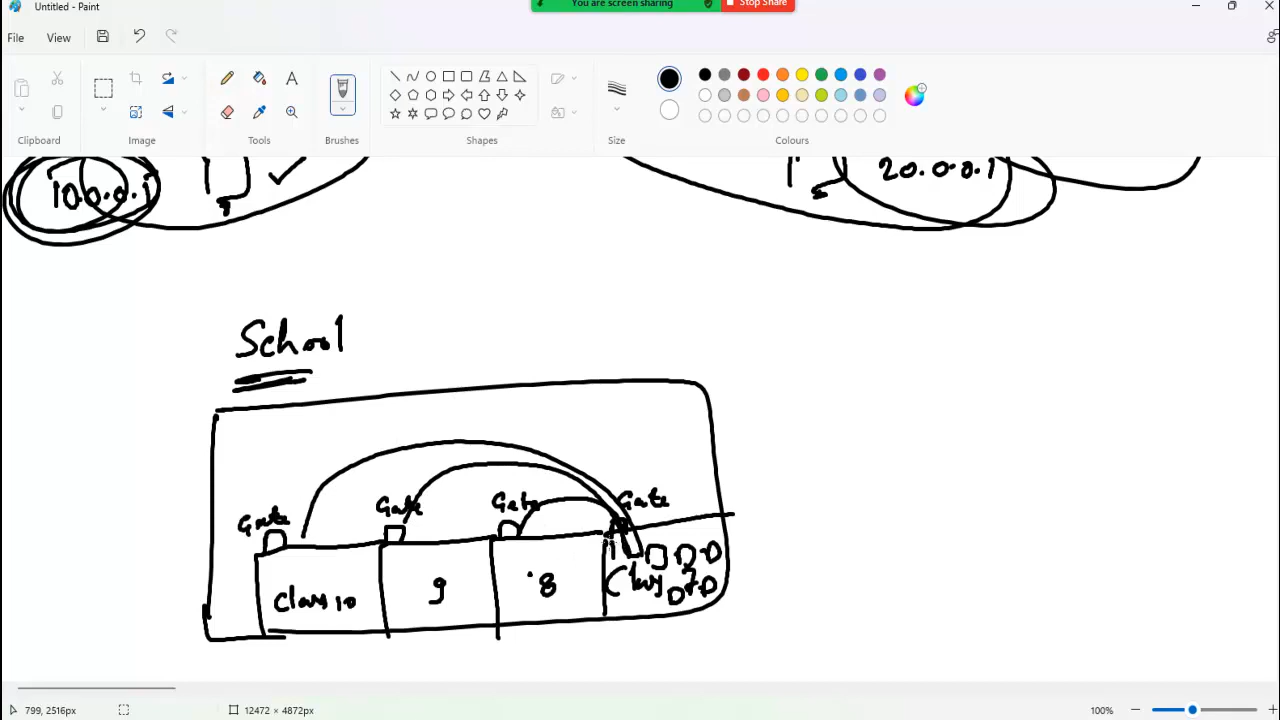 Untitled - Paint
You are screen sharing
Stop Share
File
View
Clipboard
Image
Tools
Brushes
Shapes
Size
Colours
10.0.0.1
20.0.0.1
School
Gate
Gate
Gate
Gate
Class 10
9
8
Class 7
799, 2516px
12472 × 4872px
100%